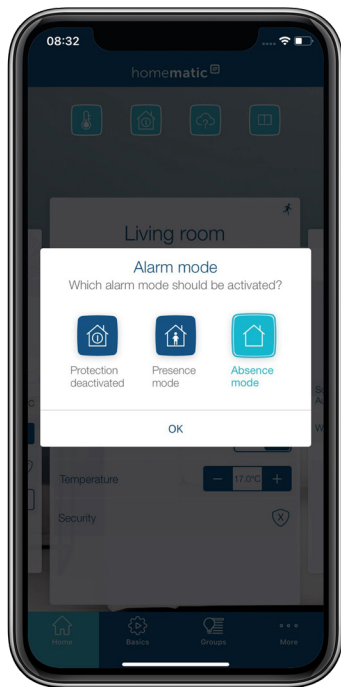 08:32
homematic IP
Living room
Alarm mode
Which alarm mode should be activated?
Protection deactivated
Presence mode
Absence mode
OK
Temperature
17.0°C
Security
Home
Basics
Groups
More